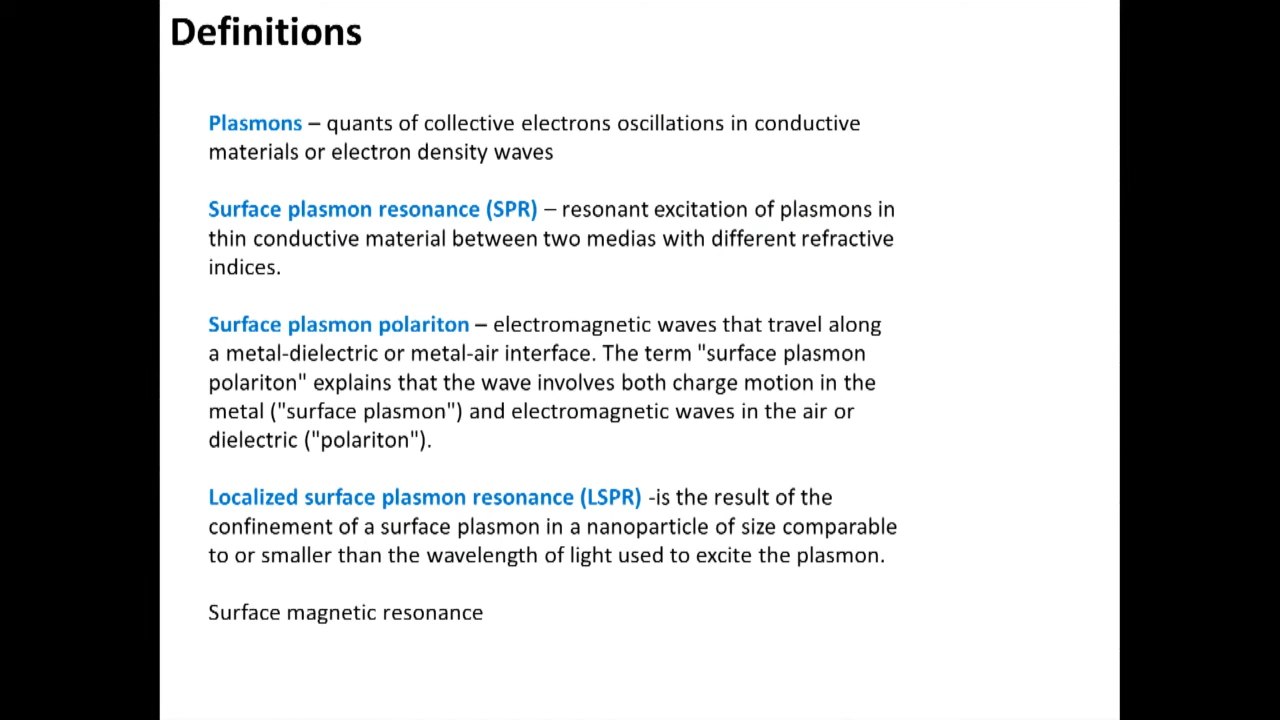 Definitions
Plasmons – quants of collective electrons oscillations in conductive
materials or electron density waves
Surface plasmon resonance (SPR) – resonant excitation of plasmons in
thin conductive material between two medias with different refractive
indices.
Surface plasmon polariton – electromagnetic waves that travel along
a metal-dielectric or metal-air interface. The term "surface plasmon
polariton" explains that the wave involves both charge motion in the
metal ("surface plasmon") and electromagnetic waves in the air or
dielectric ("polariton").
Localized surface plasmon resonance (LSPR) -is the result of the
confinement of a surface plasmon in a nanoparticle of size comparable
to or smaller than the wavelength of light used to excite the plasmon.
Surface magnetic resonance